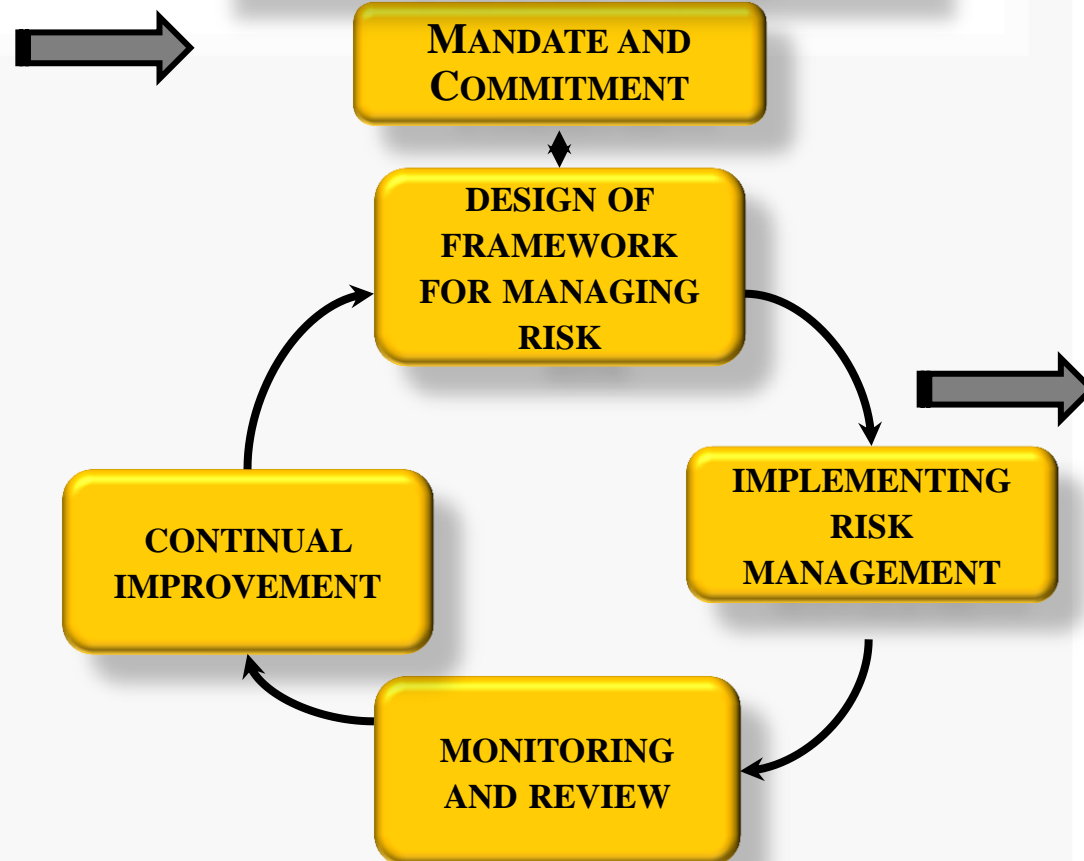 MANDATE AND
COMMITMENT
DESIGN OF
FRAMEWORK
FOR MANAGING
RISK
IMPLEMENTING
RISK
MANAGEMENT
CONTINUAL
IMPROVEMENT
MONITORING
AND REVIEW